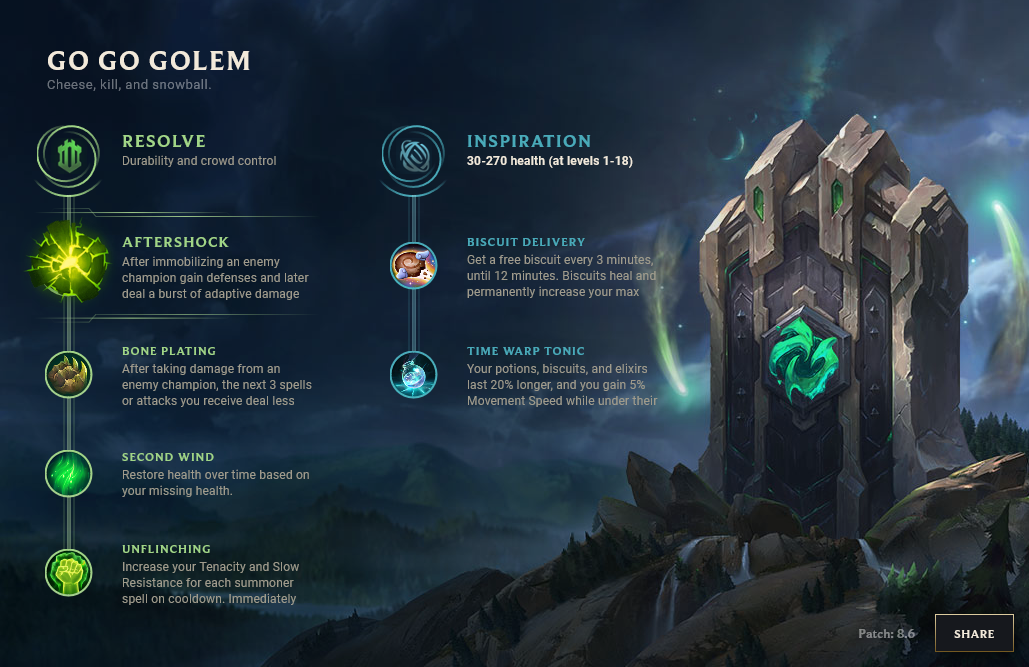 GO GO GOLEM
Cheese, kill, and snowball.
RESOLVE
Durability and crowd control
AFTERSHOCK
After immobilizing an enemy
champion gain defenses and later
deal a burst of adaptive damage
BONE PLATING
After taking damage from an
enemy champion, the next 3 spells
or attacks you receive deal less
SECOND WIND
Restore health over time based on
your missing health.
UNFLINCHING
Increase your Tenacity and Slow
Resistance for each summoner
spell on cooldown. Immediately
INSPIRATION
30-270 health (at levels 1-18)
BISCUIT DELIVERY
Get a free biscuit every 3 minutes,
until 12 minutes. Biscuits heal and
permanently increase your max
TIME WARP TONIC
Your potions, biscuits, and elixirs
last 20% longer, and you gain 5%
Movement Speed while under their
Patch: 8.6
SHARE